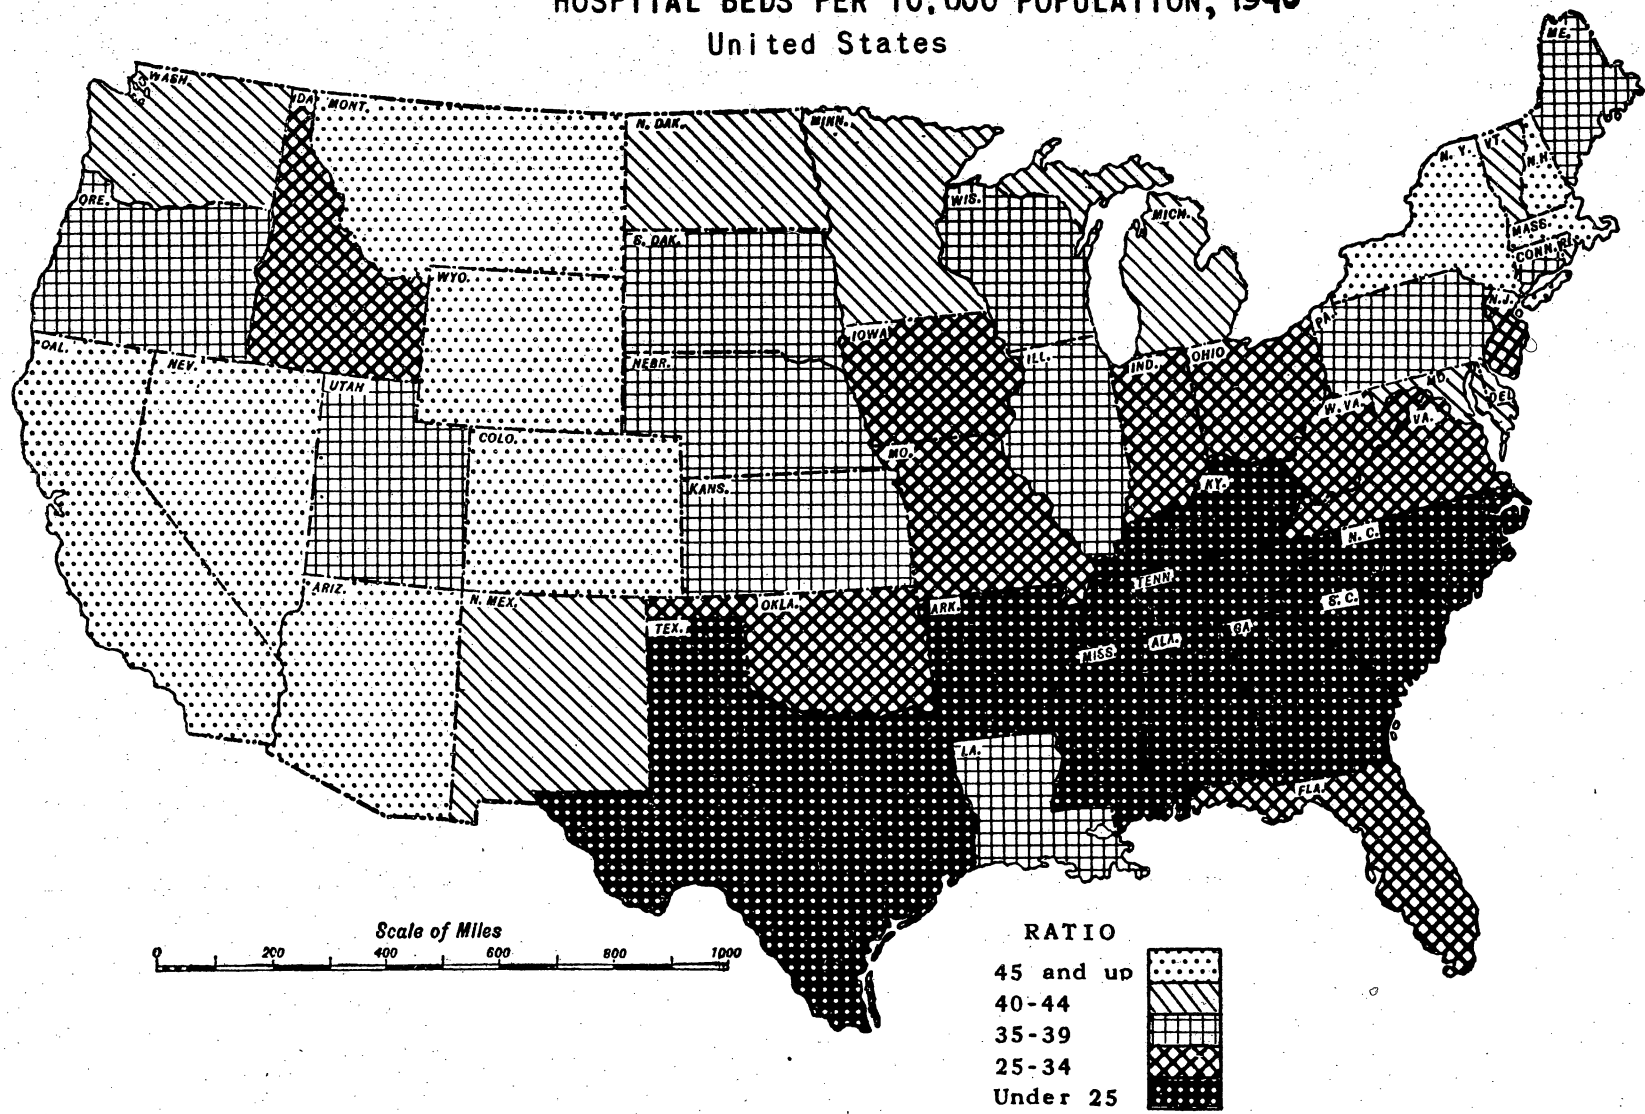 HOSPITAL BEDS PER 10,000 POPULATION, 1940
United States
WASH.
IDA
MONT.
N. DAK.
MINN.
ME.
N. Y.
VT.
N.H.
ORE.
WIS.
MICH.
MASS.
S. DAK.
CONN.
R.I.
WYO.
N.J.
CAL.
NEV.
UTAH
NEBR.
IOWA
ILL.
IND.
OHIO
PA.
MD.
DEL
W. VA.
VA.
COLO.
MO.
KANS.
KY.
N. C.
ARIZ.
N. MEX.
OKLA.
TEX.
ARK.
TENN
S. C.
MISS.
ALA.
GA
LA.
FLA.
Scale of Miles
0 200 400 600 800 1000
RATIO
45 and up
40-44
35-39
25-34
Under 25